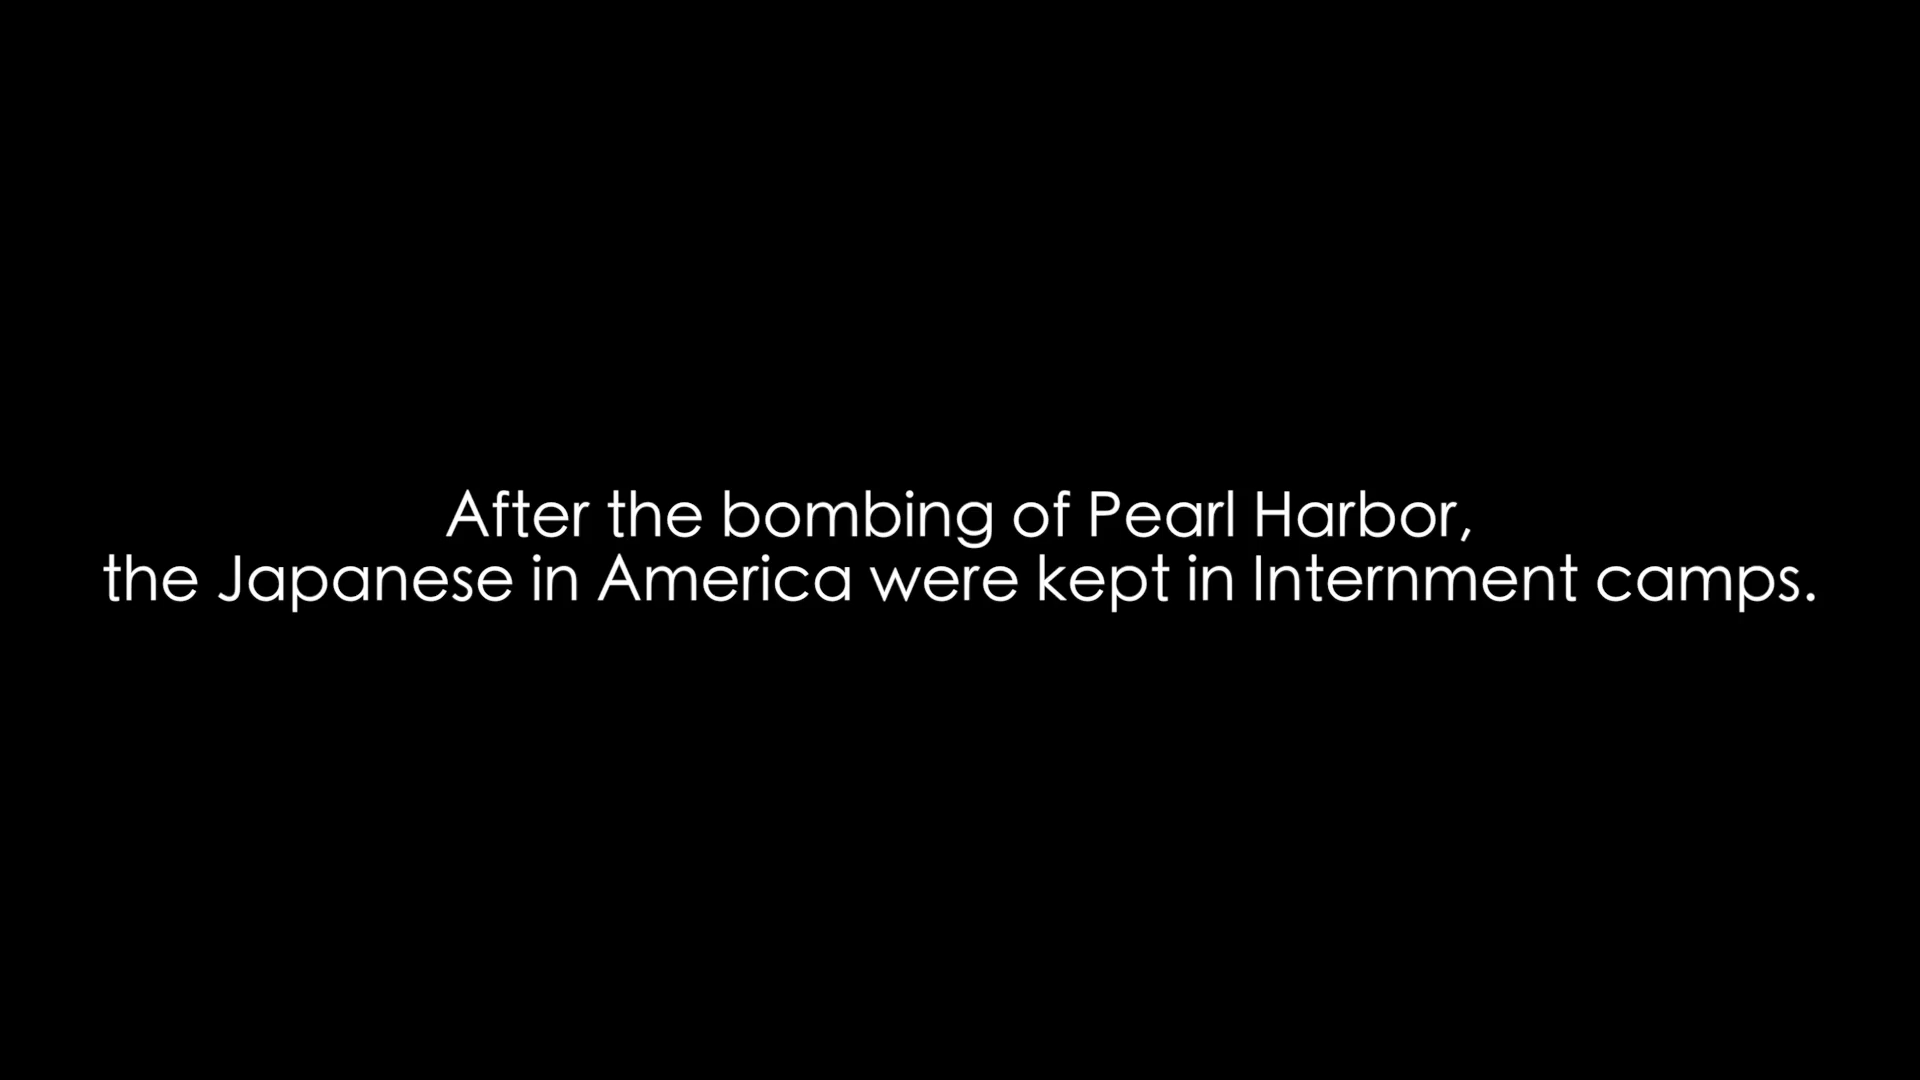 After the bombing of Pearl Harbor,
the Japanese in America were kept in Internment camps.